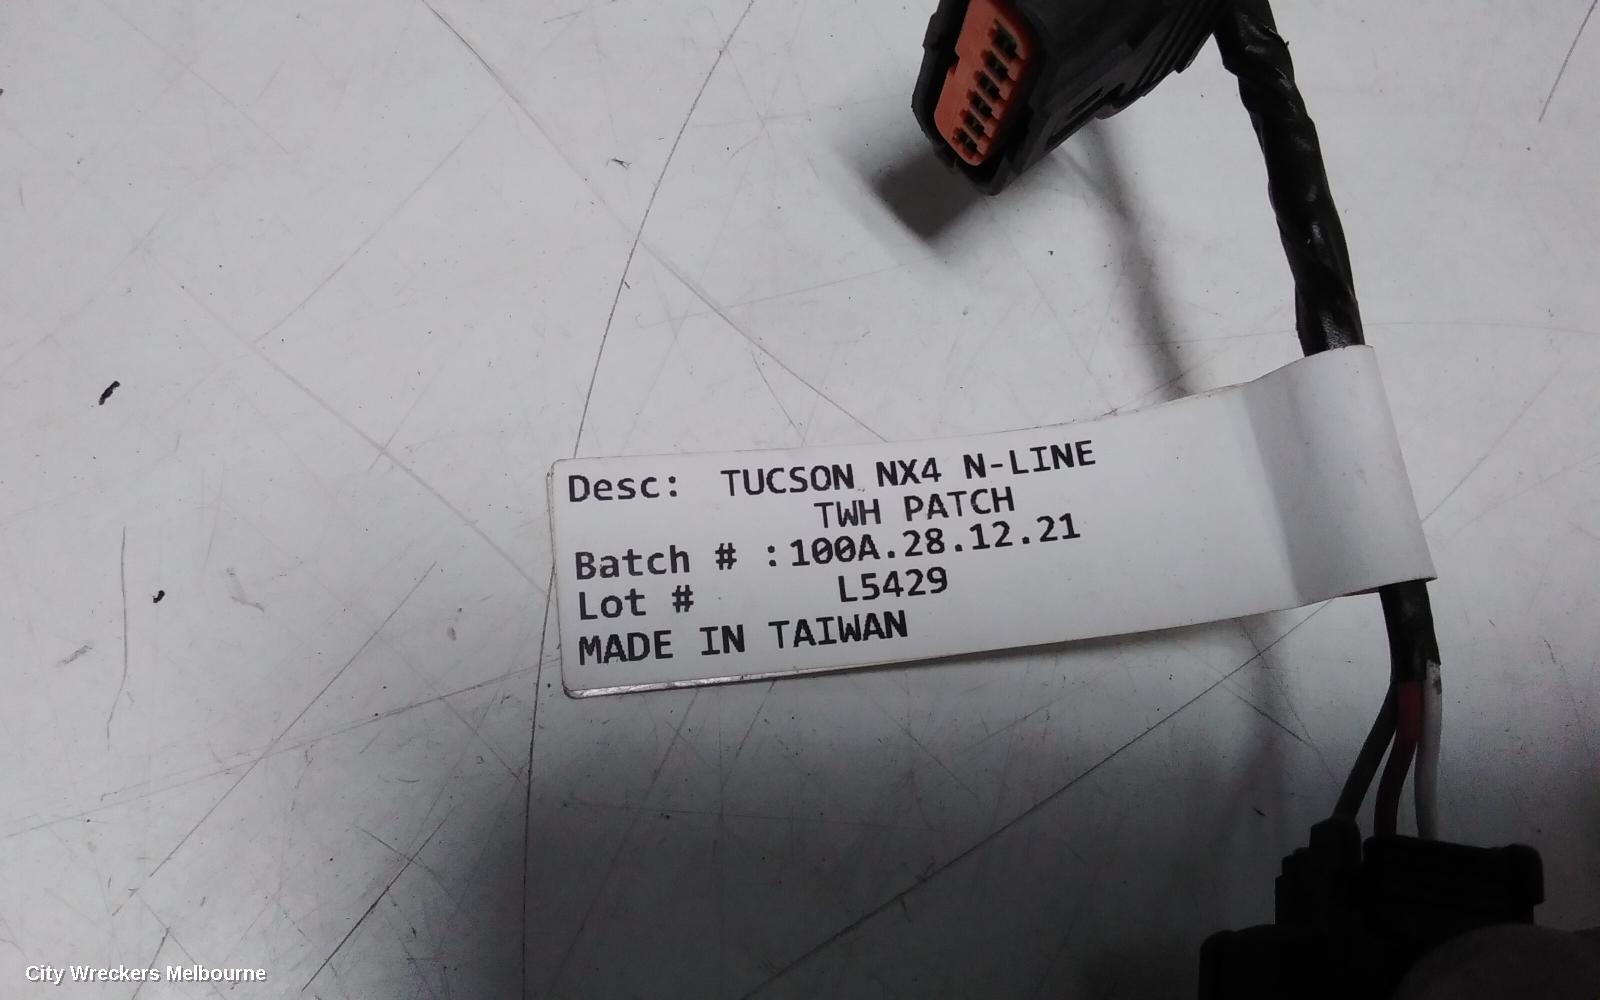 Desc: TUCSON NX4 N-LINE
TWH PATCH
Batch # :100A.28.12.21
Lot # L5429
MADE IN TAIWAN
City Wreckers Melbourne